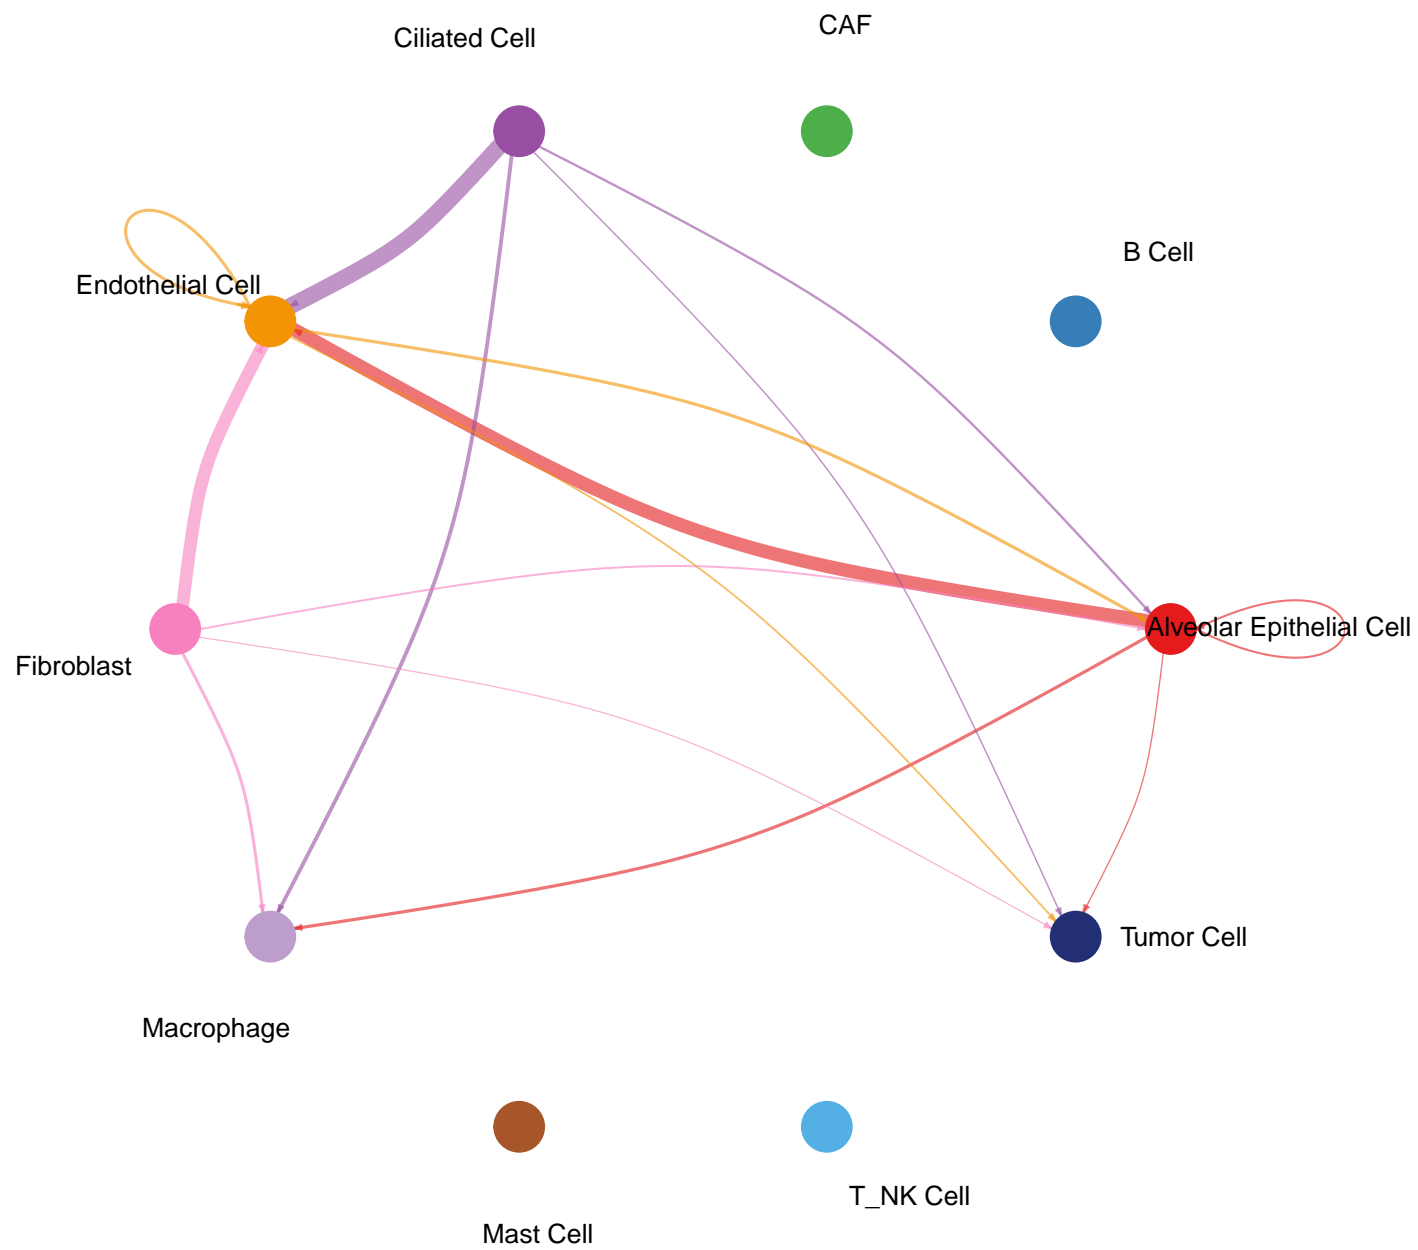 CAF
Ciliated Cell
B Cell
Endothelial Cell
Alveolar Epithelial Cell
Fibroblast
Tumor Cell
Macrophage
T_NK Cell
Mast Cell